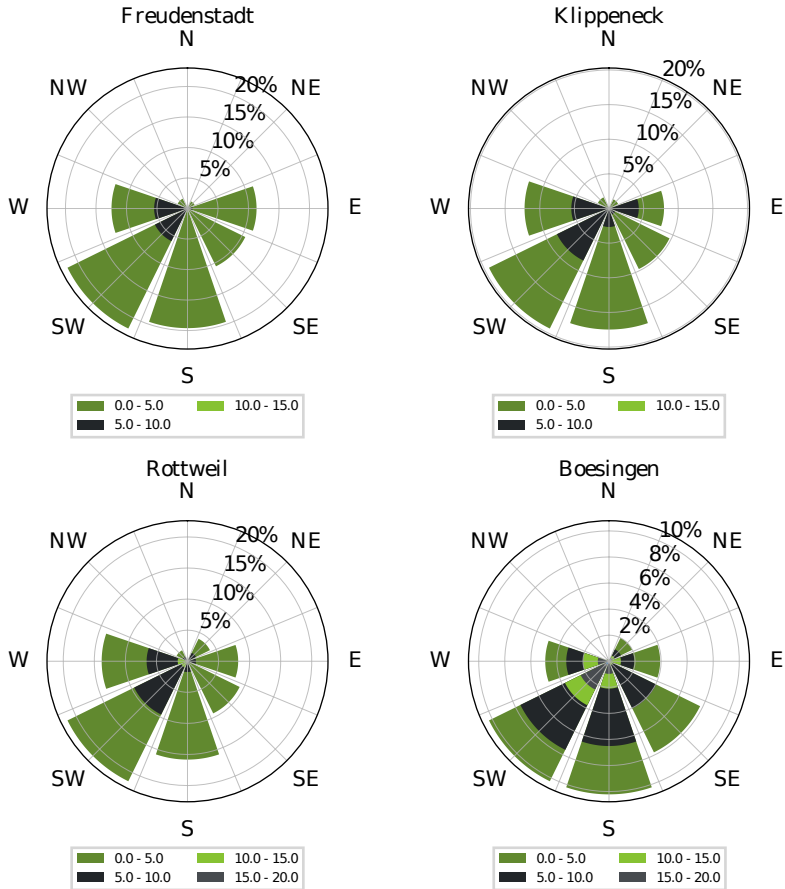 Freudenstadt
N
NW
NE
20%
15%
10%
5%
W
E
SW
SE
S
0.0 - 5.0
10.0 - 15.0
5.0 - 10.0
Klippeneck
N
NW
NE
20%
15%
10%
5%
W
E
SW
SE
S
0.0 - 5.0
10.0 - 15.0
5.0 - 10.0
Rottweil
N
NW
NE
20%
15%
10%
5%
W
E
SW
SE
S
0.0 - 5.0
10.0 - 15.0
5.0 - 10.0
15.0 - 20.0
Boesingen
N
NW
NE
10%
8%
6%
4%
2%
W
E
SW
SE
S
0.0 - 5.0
10.0 - 15.0
5.0 - 10.0
15.0 - 20.0